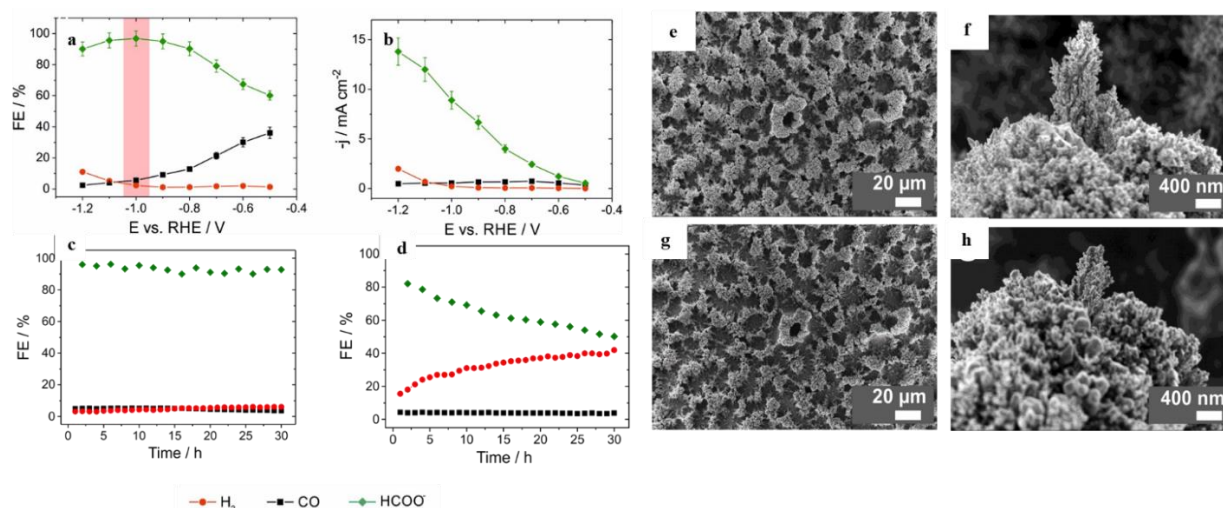 a
FE / %
100
80
60
40
20
0
-1.2 -1.0 -0.8 -0.6 -0.4
E vs. RHE / V
b
-j / mA cm⁻²
15
10
5
0
-1.2 -1.0 -0.8 -0.6 -0.4
E vs. RHE / V
e
20 µm
f
400 nm
c
FE / %
100
80
60
40
20
0
0 5 10 15 20 25 30
Time / h
d
FE / %
100
80
60
40
20
0
0 5 10 15 20 25 30
Time / h
g
20 µm
h
400 nm
H₂ CO HCOO⁻